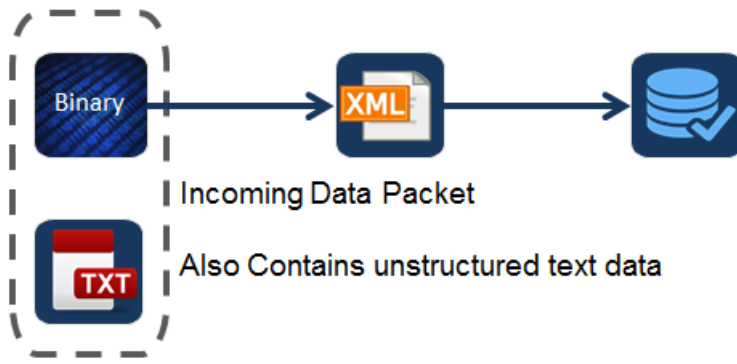 Binary
XML
Incoming Data Packet
TXT
Also Contains unstructured text data